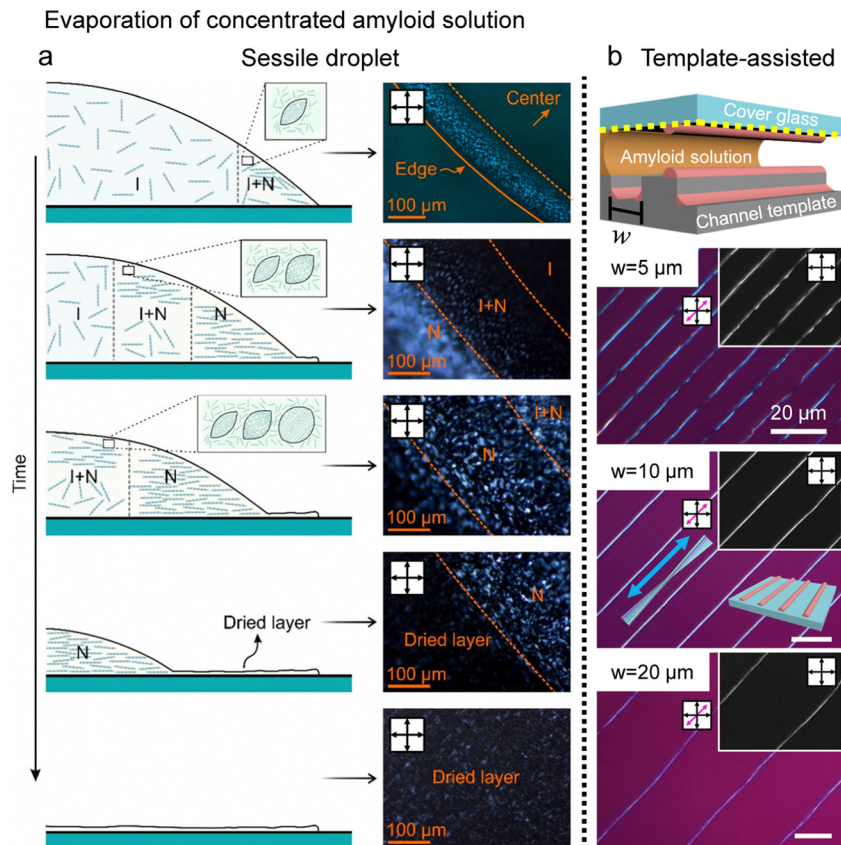 Evaporation of concentrated amyloid solution
a
Sessile droplet
b
Template-assisted
Time
I
I+N
Center
Edge
100 µm
I
I+N
N
I
I+N
N
100 µm
I+N
N
I+N
N
100 µm
N
Dried layer
N
Dried layer
100 µm
Dried layer
100 µm
Cover glass
Amyloid solution
Channel template
w
w=5 µm
20 µm
w=10 µm
w=20 µm